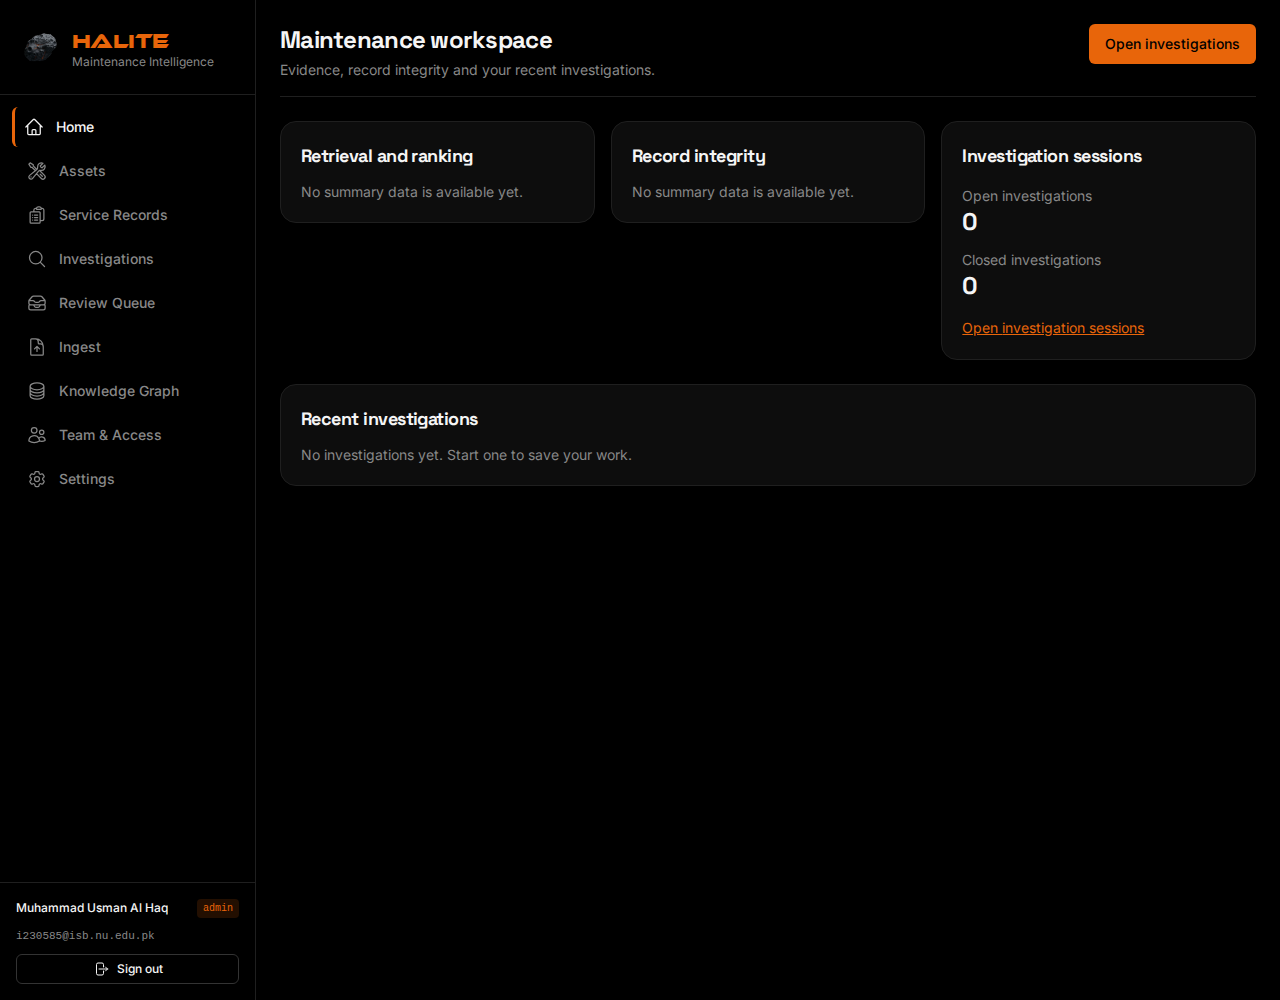 HALITE
Maintenance Intelligence
Home
Assets
Service Records
Investigations
Review Queue
Ingest
Knowledge Graph
Team & Access
Settings
Muhammad Usman Al Haq
admin
i230585@isb.nu.edu.pk
Sign out
Maintenance workspace
Evidence, record integrity and your recent investigations.
Open investigations
Retrieval and ranking
No summary data is available yet.
Record integrity
No summary data is available yet.
Investigation sessions
Open investigations
0
Closed investigations
0
Open investigation sessions
Recent investigations
No investigations yet. Start one to save your work.